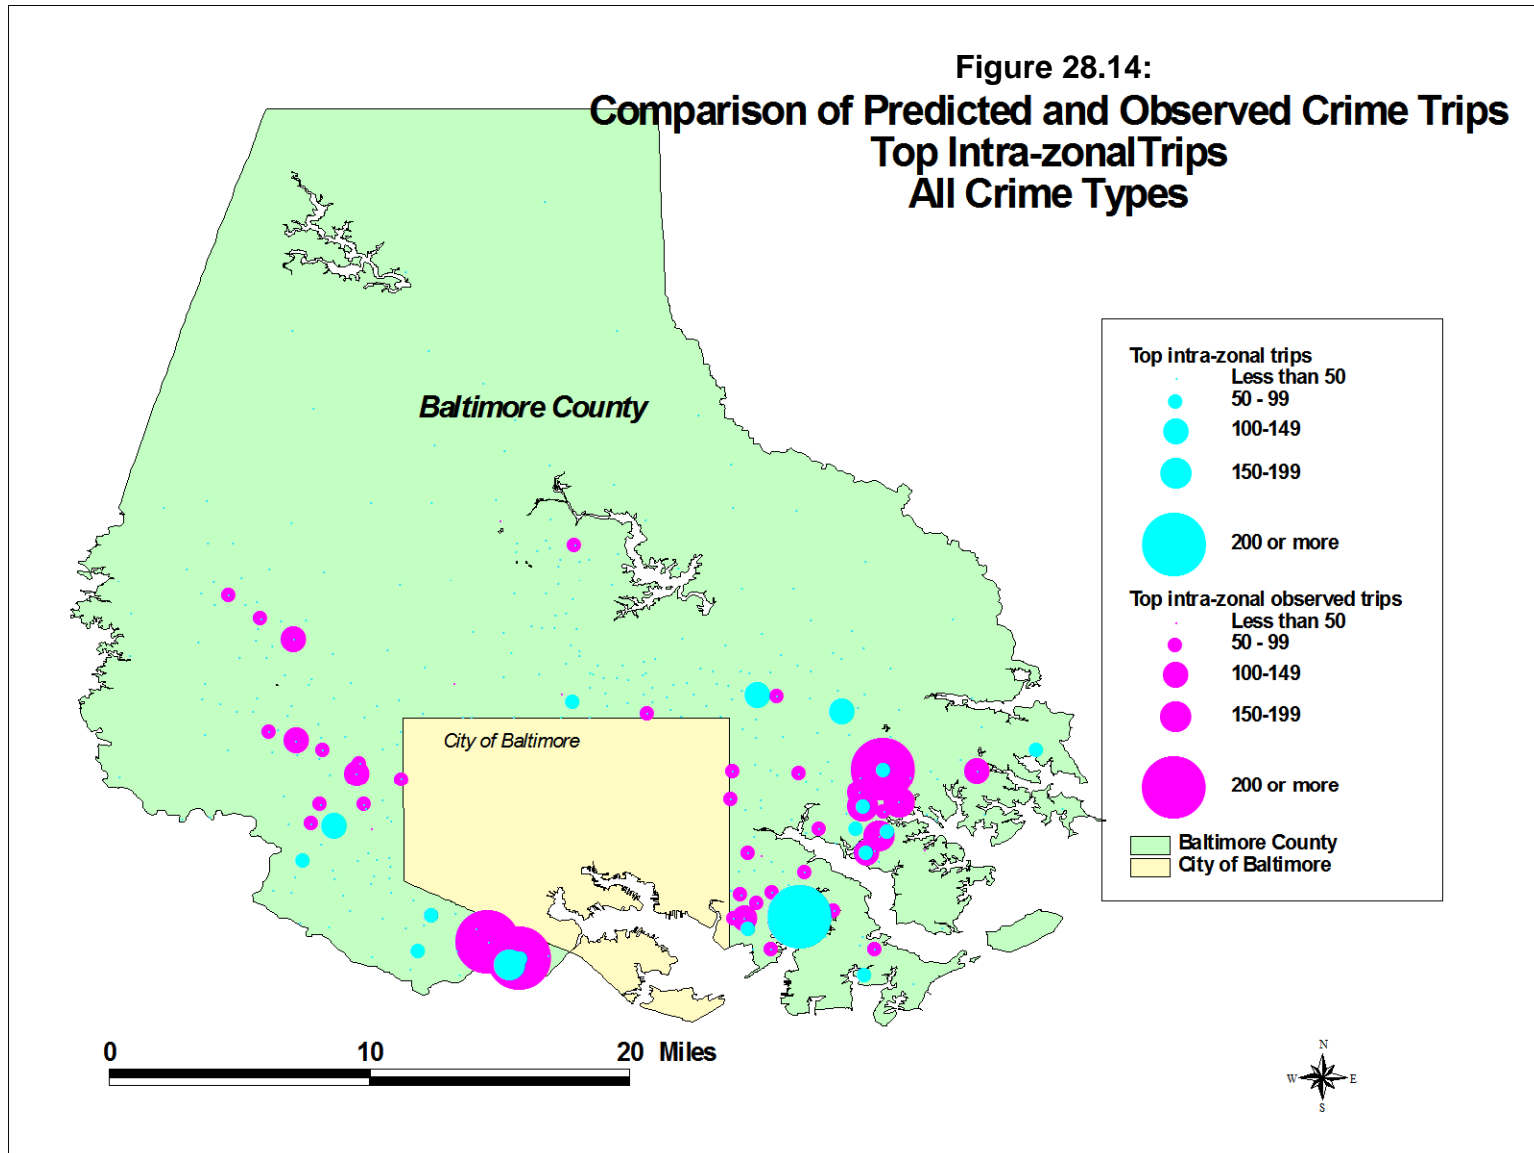 Figure 28.14:
Comparison of Predicted and Observed Crime Trips
Top Intra-zonalTrips
All Crime Types
Baltimore County
City of Baltimore
Top intra-zonal trips
Less than 50
50 - 99
100-149
150-199
200 or more
Top intra-zonal observed trips
Less than 50
50 - 99
100-149
150-199
200 or more
Baltimore County
City of Baltimore
0 10 20 Miles
N
W E
S